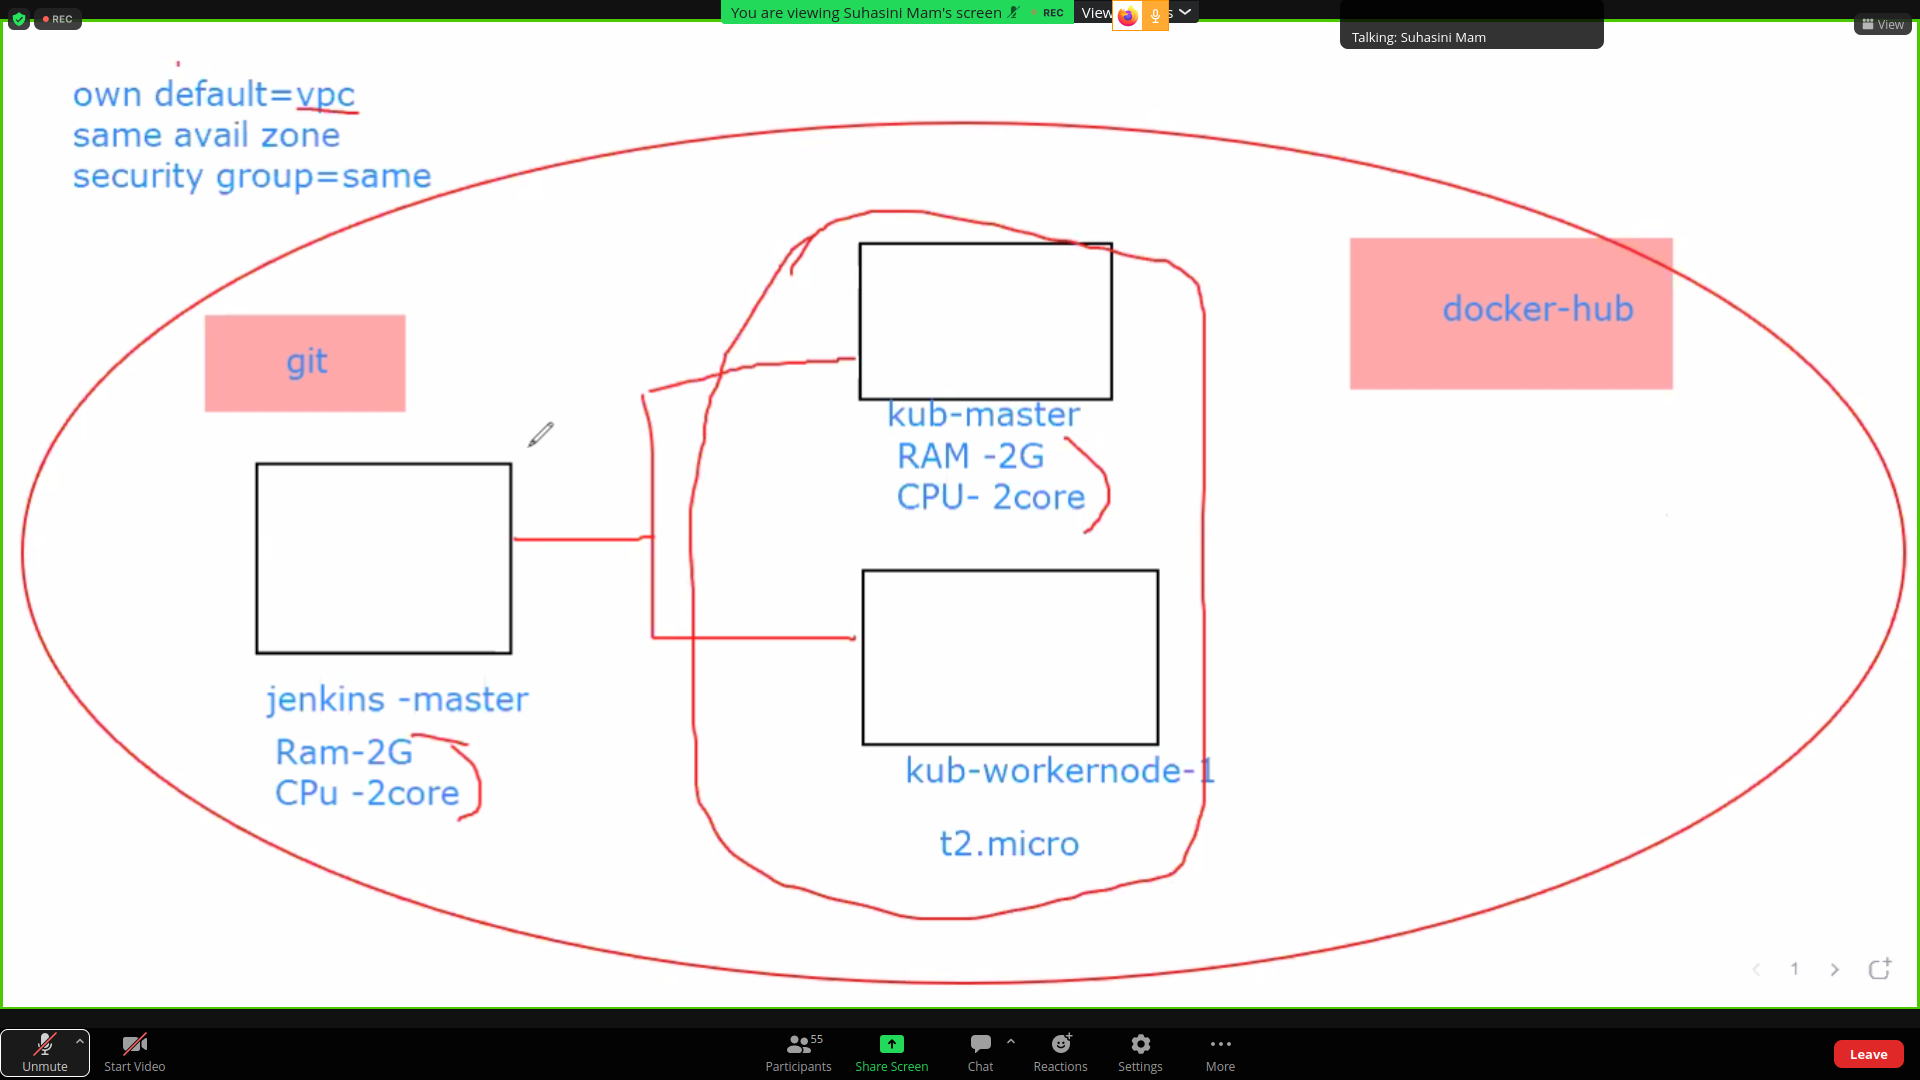 REC
You are viewing Suhasini Mam's screen
REC
View
s
Talking: Suhasini Mam
View
own default=vpc
same avail zone
security group=same
git
docker-hub
kub-master
RAM -2G
CPU- 2core
jenkins -master
Ram-2G
CPu -2core
kub-workernode-1
t2.micro
1
Unmute
Start Video
55
Participants
Share Screen
Chat
Reactions
Settings
More
Leave